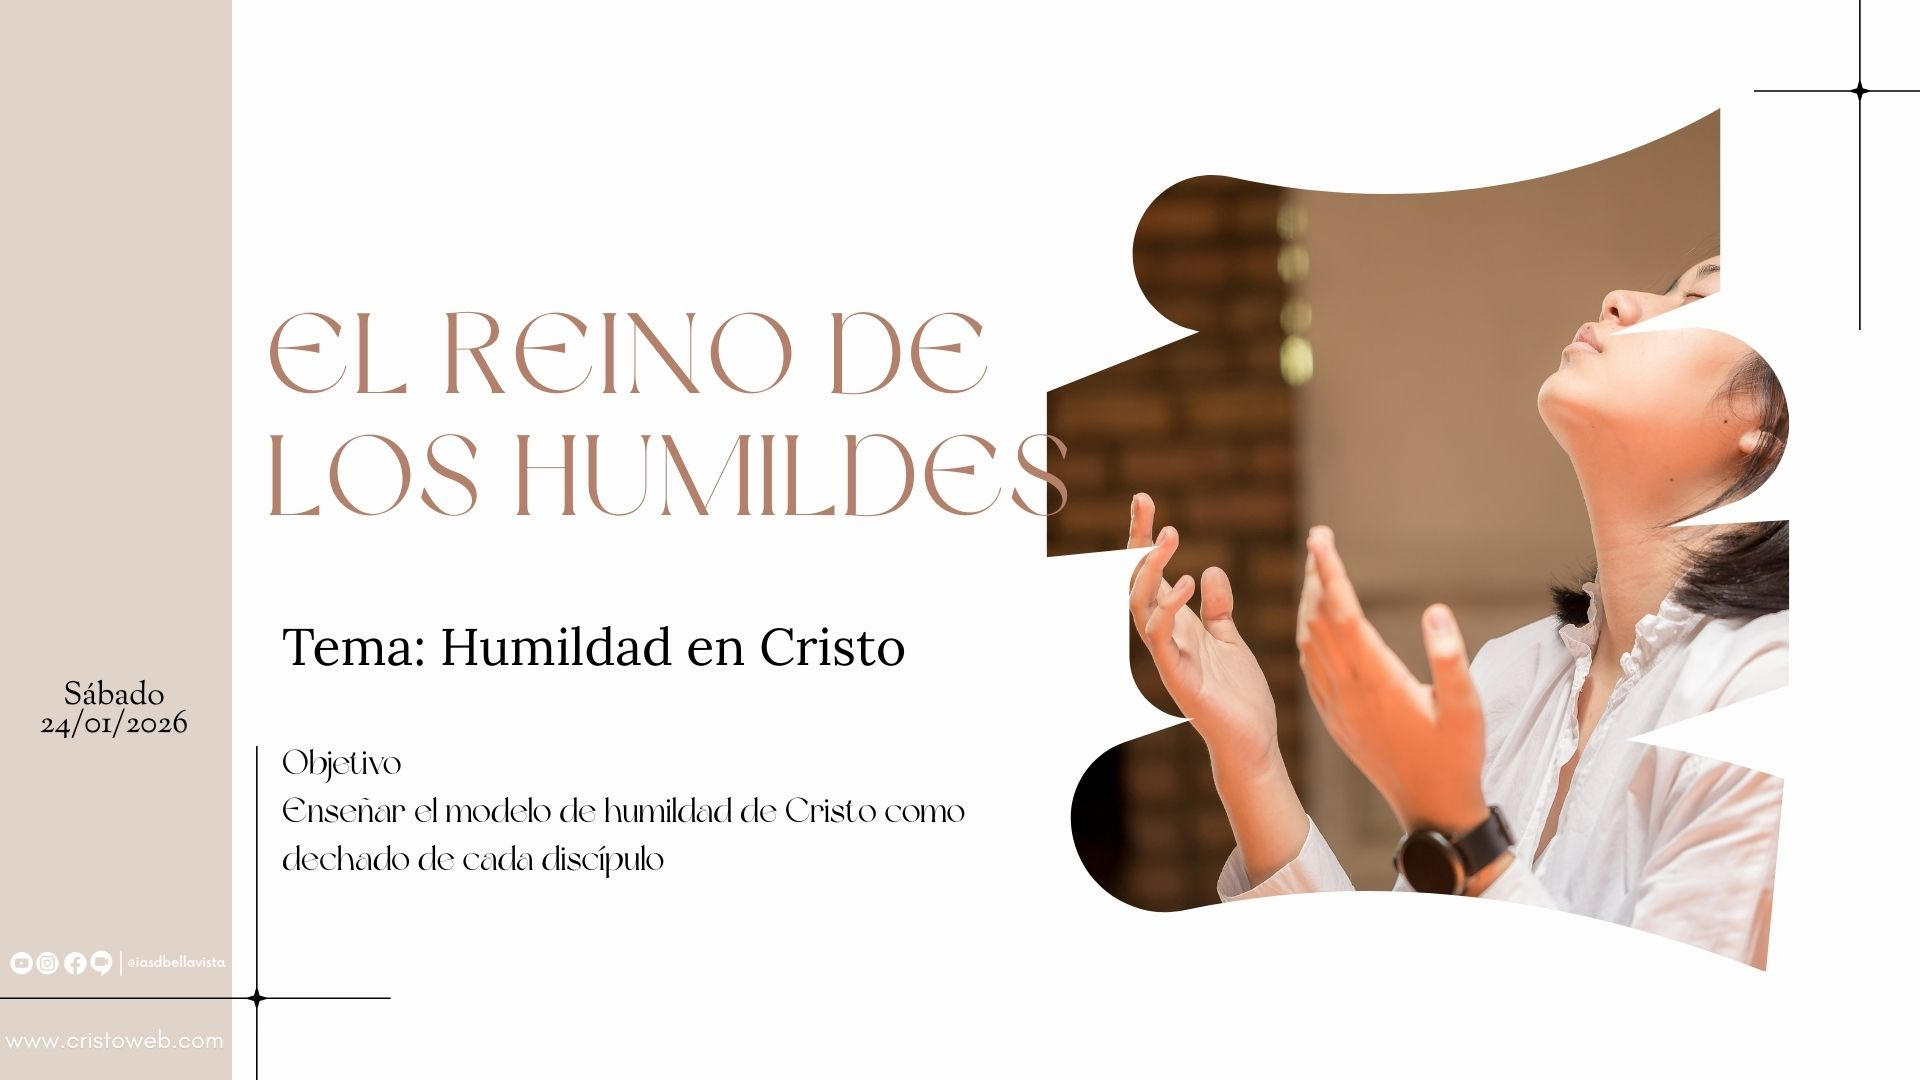 EL REINO DE
LOS HUMILDES
Tema: Humildad en Cristo
Sábado
24/01/2026
Objetivo
Enseñar el modelo de humildad de Cristo como
dechado de cada discípulo
@iasdbellavista
www.cristoweb.com